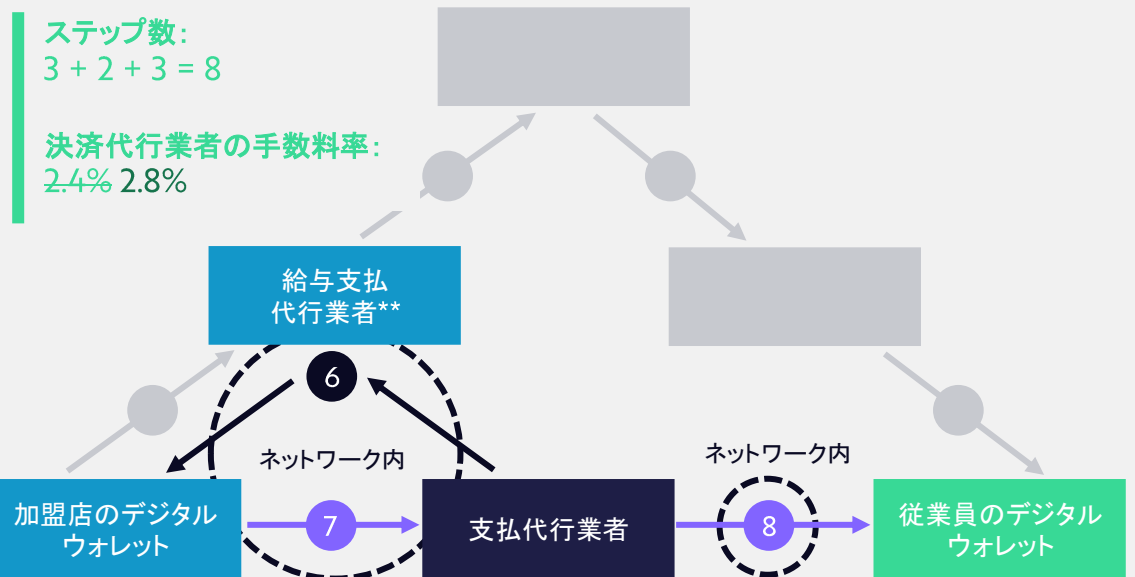 ステップ数：
3 + 2 + 3 = 8
決済代行業者の手数料率：
2.4% 2.8%
給与支払
代行業者**
6
ネットワーク内
ネットワーク内
加盟店のデジタル
ウォレット
7
支払代行業者
8
従業員のデジタル
ウォレット